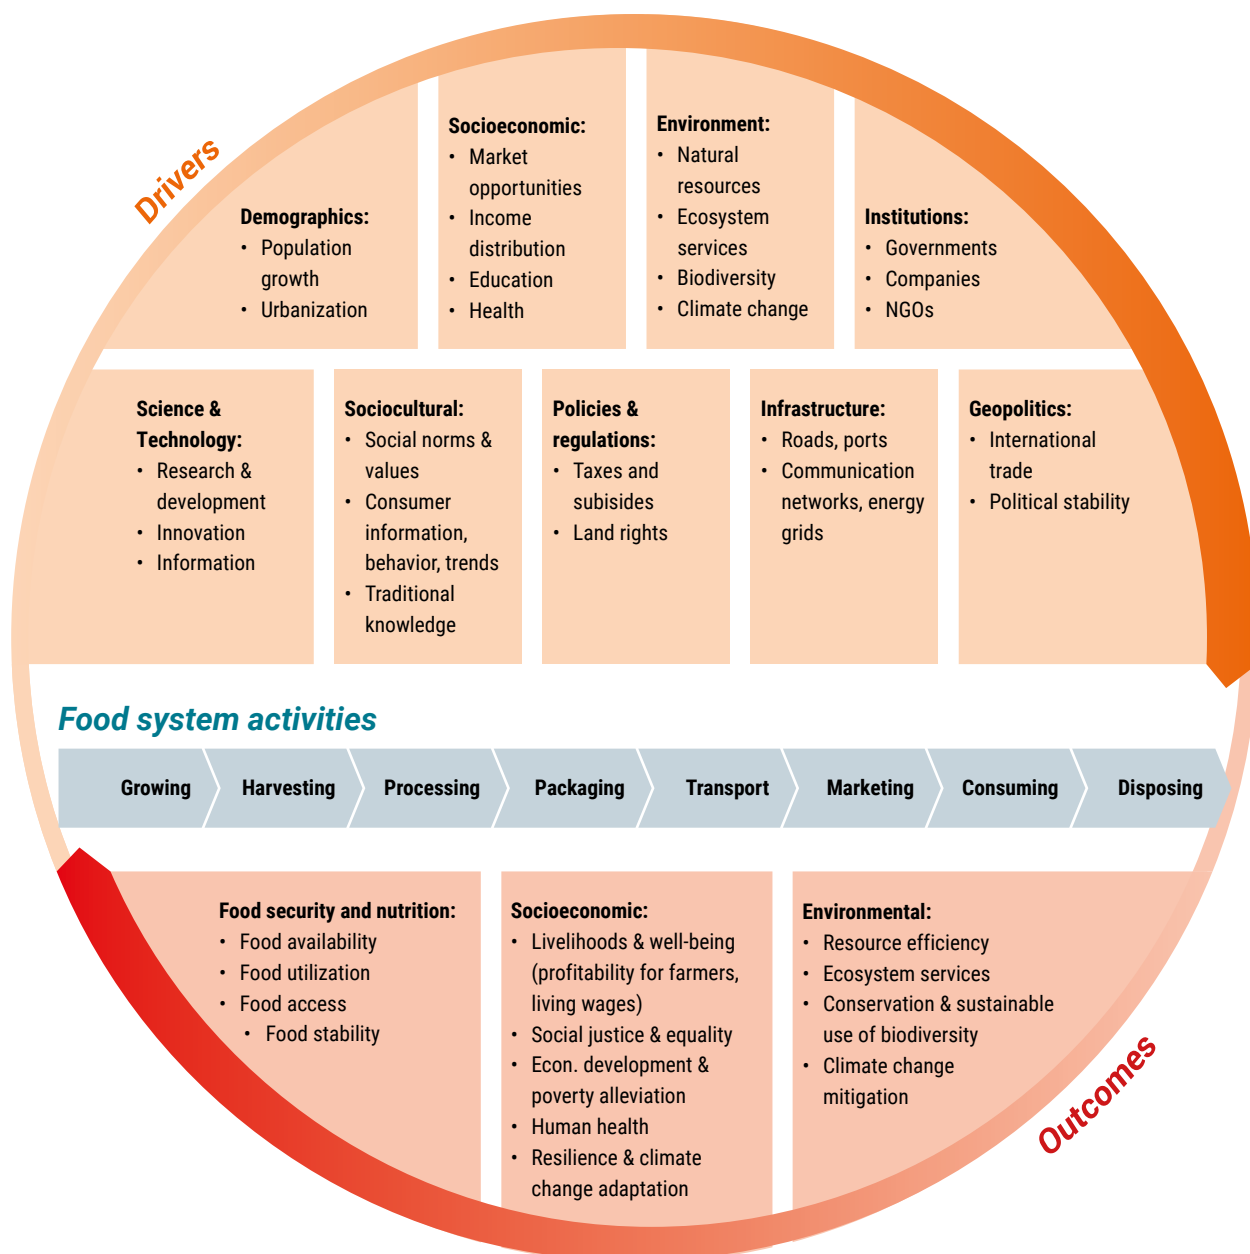 Drivers
Demographics:
• Population
growth
• Urbanization
Socioeconomic:
• Market
opportunities
• Income
distribution
• Education
• Health
Environment:
• Natural
resources
• Ecosystem
services
• Biodiversity
• Climate change
Institutions:
• Governments
• Companies
• NGOs
Science &
Technology:
• Research &
development
• Innovation
• Information
Sociocultural:
• Social norms &
values
• Consumer
information,
behavior, trends
• Traditional
knowledge
Policies &
regulations:
• Taxes and
subisides
• Land rights
Infrastructure:
• Roads, ports
• Communication
networks, energy
grids
Geopolitics:
• International
trade
• Political stability
Food system activities
Growing
Harvesting
Processing
Packaging
Transport
Marketing
Consuming
Disposing
Food security and nutrition:
• Food availability
• Food utilization
• Food access
• Food stability
Socioeconomic:
• Livelihoods & well-being
(profitability for farmers,
living wages)
• Social justice & equality
• Econ. development &
poverty alleviation
• Human health
• Resilience & climate
change adaptation
Environmental:
• Resource efficiency
• Ecosystem services
• Conservation & sustainable
use of biodiversity
• Climate change
mitigation
Outcomes